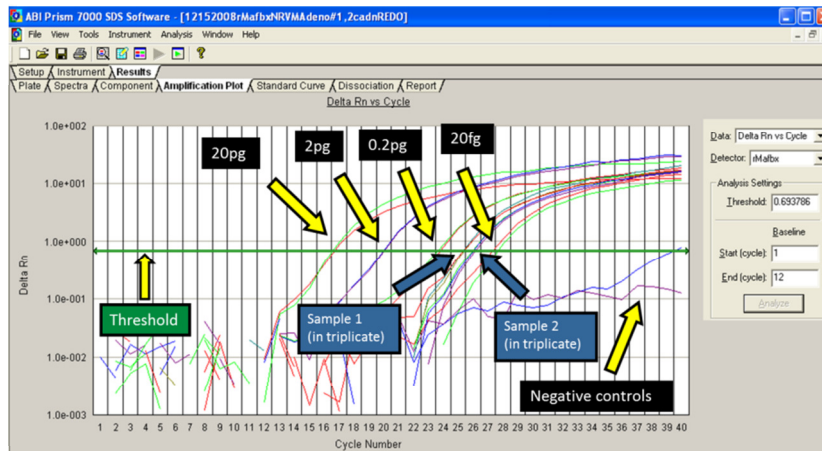 ABI Prism 7000 SDS Software - [12152008rMafbxNRVMAdeno#1,2cadnREDO]
File View Tools Instrument Analysis Window Help
Setup Instrument Results
Plate Spectra Component Amplification Plot Standard Curve Dissociation Report
Delta Rn vs Cycle
1.0e+002
1.0e+001
1.0e+000
1.0e-001
1.0e-002
1.0e-003
Delta Rn
20pg
2pg
0.2pg
20fg
Threshold
Sample 1
(in triplicate)
Sample 2
(in triplicate)
Negative controls
1 2 3 4 5 6 7 8 9 10 11 12 13 14 15 16 17 18 19 20 21 22 23 24 25 26 27 28 29 30 31 32 33 34 35 36 37 38 39 40
Cycle Number
Data: Delta Rn vs Cycle
Detector: rMafbx
Analysis Settings
Threshold: 0.693786
Baseline
Start (cycle): 1
End (cycle): 12
Analyze